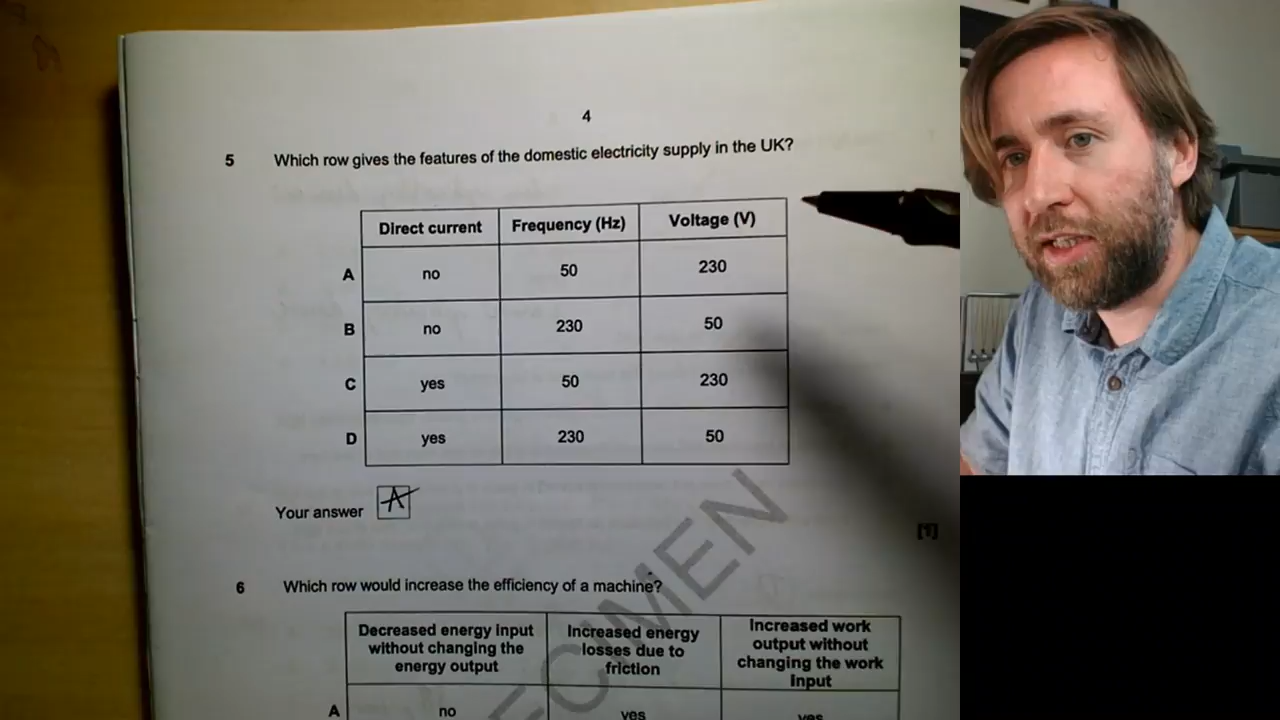 4
5 Which row gives the features of the domestic electricity supply in the UK?
Direct current Frequency (Hz) Voltage (V)
A no 50 230
B no 230 50
C yes 50 230
D yes 230 50
Your answer A
[1]
SPECIMEN
6 Which row would increase the efficiency of a machine?
Decreased energy input without changing the energy output
Increased energy losses due to friction
Increased work output without changing the work input
A no yes yes